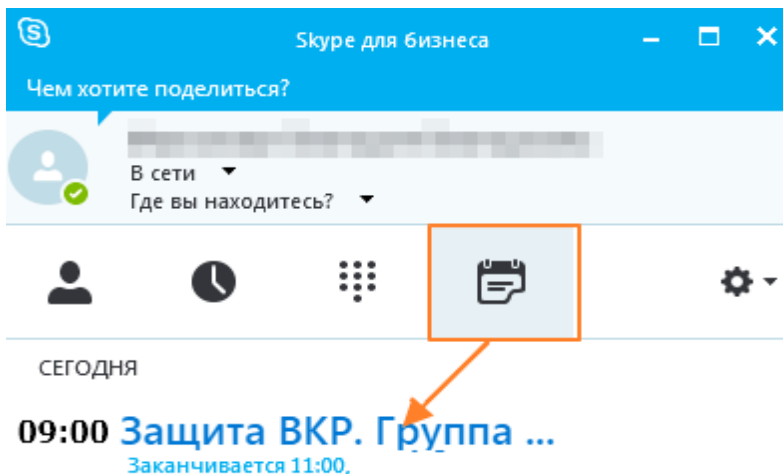 Skype для бизнеса
Чем хотите поделиться?
В сети
Где вы находитесь?
СЕГОДНЯ
09:00 Защита ВКР. Группа ...
Заканчивается 11:00,